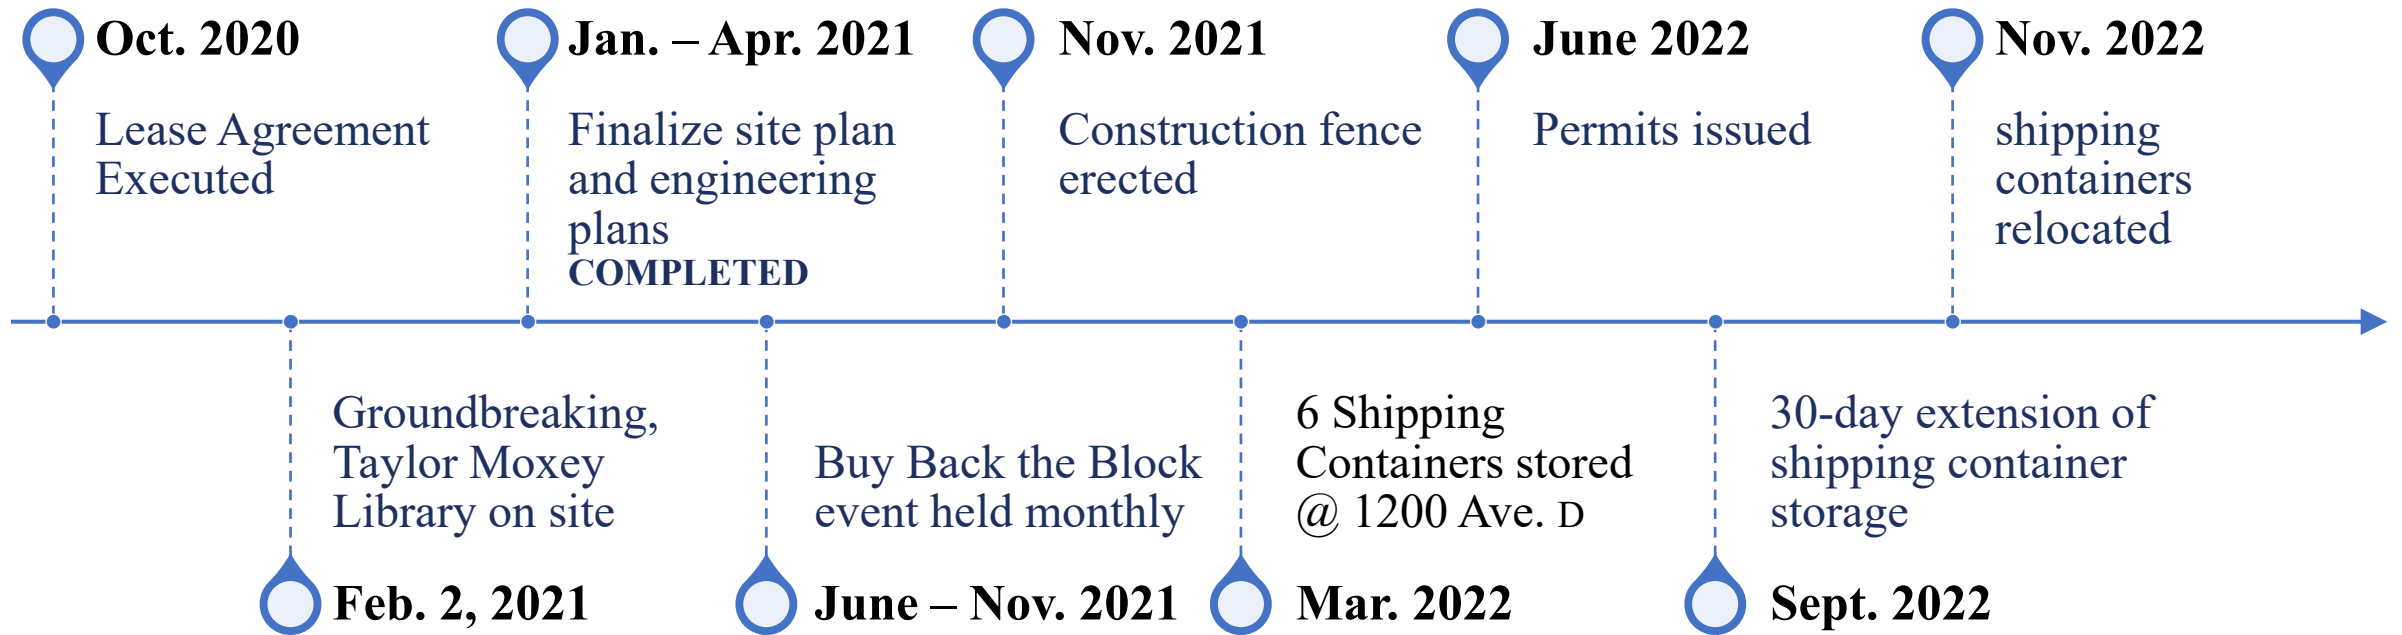 Oct. 2020
Lease Agreement
Executed
Feb. 2, 2021
Groundbreaking,
Taylor Moxey
Library on site
Jan. – Apr. 2021
Finalize site plan
and engineering
plans
COMPLETED
June – Nov. 2021
Buy Back the Block
event held monthly
Nov. 2021
Construction fence
erected
Mar. 2022
6 Shipping
Containers stored
@ 1200 Ave. D
June 2022
Permits issued
Sept. 2022
30-day extension of
shipping container
storage
Nov. 2022
shipping
containers
relocated